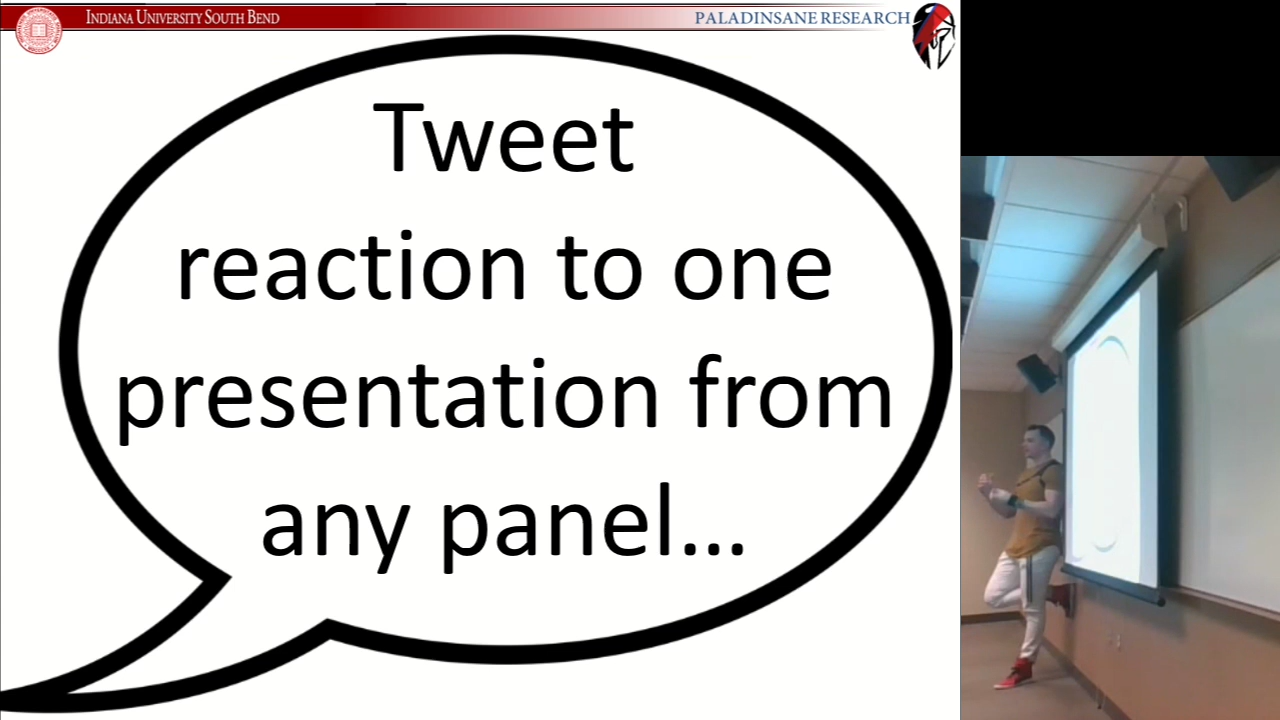 INDIANA UNIVERSITY SOUTH BEND
PALADINSANE RESEARCH
Tweet
reaction to one
presentation from
any panel...